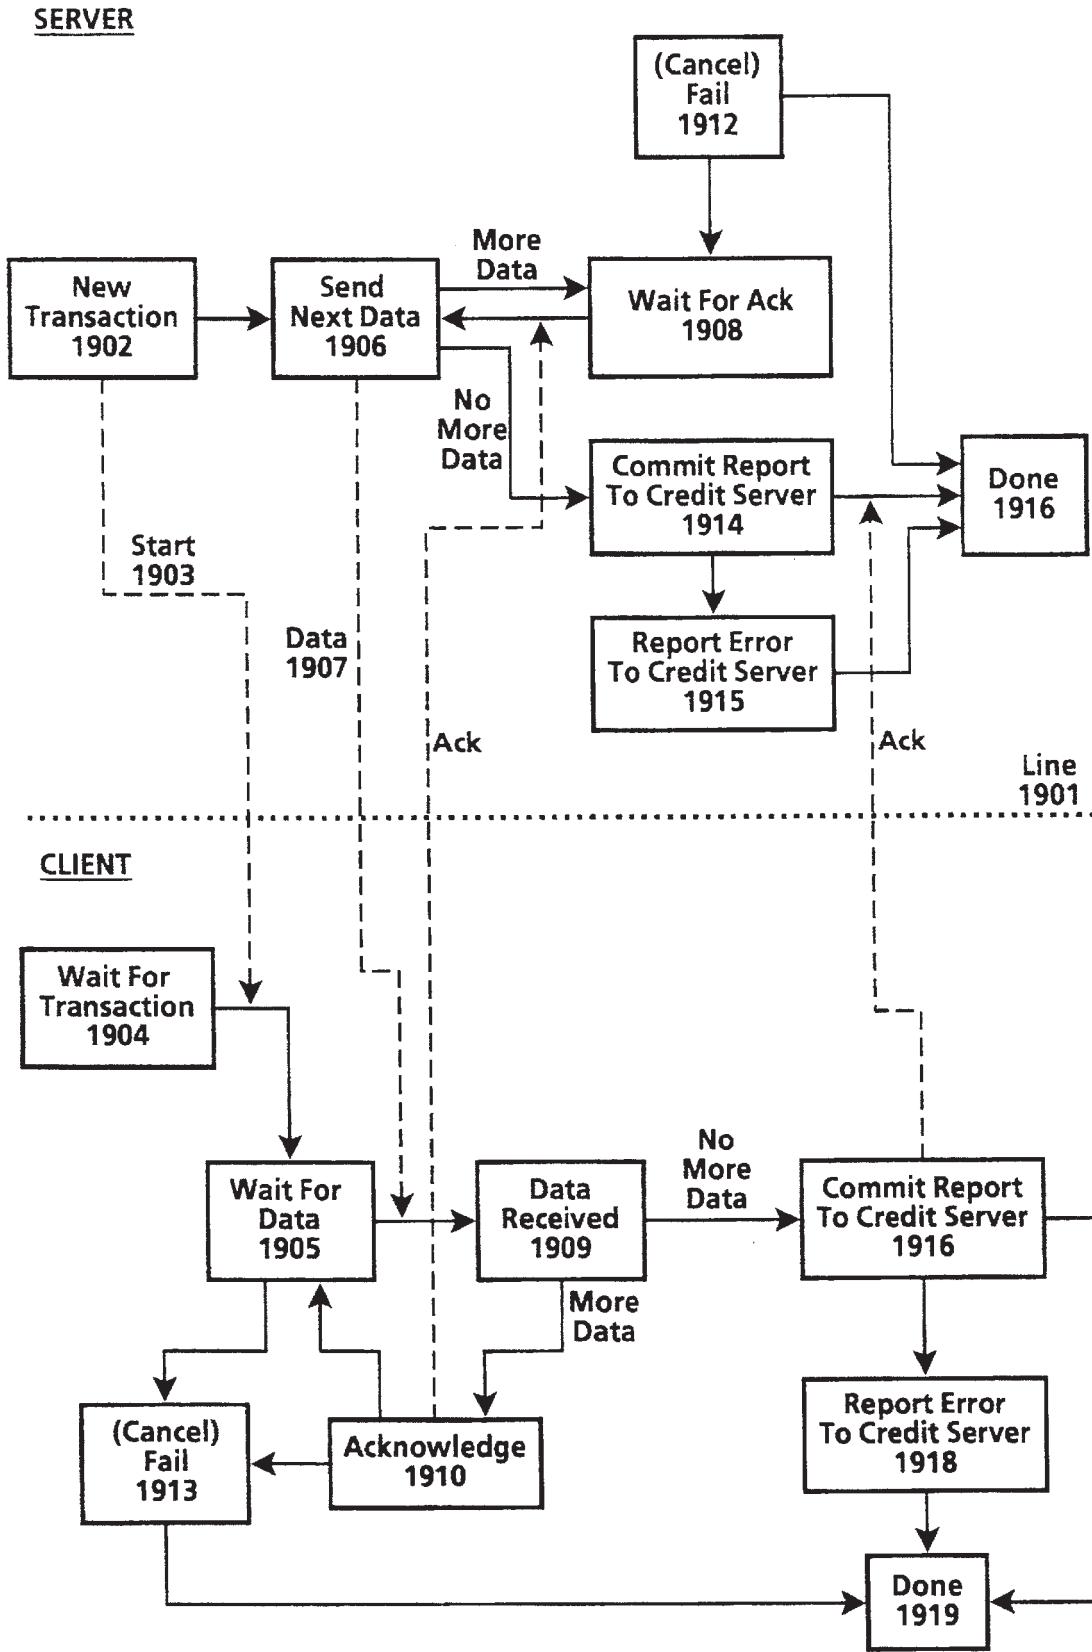 SERVER
(Cancel)
Fail
1912
More
Data
New
Transaction
1902
Send
Next Data
1906
Wait For Ack
1908
No
More
Data
Commit Report
To Credit Server
1914
Done
1916
Start
1903
Data
1907
Report Error
To Credit Server
1915
Ack
Ack
Line
1901
CLIENT
Wait For
Transaction
1904
Wait For
Data
1905
Data
Received
1909
No
More
Data
Commit Report
To Credit Server
1916
More
Data
(Cancel)
Fail
1913
Acknowledge
1910
Report Error
To Credit Server
1918
Done
1919